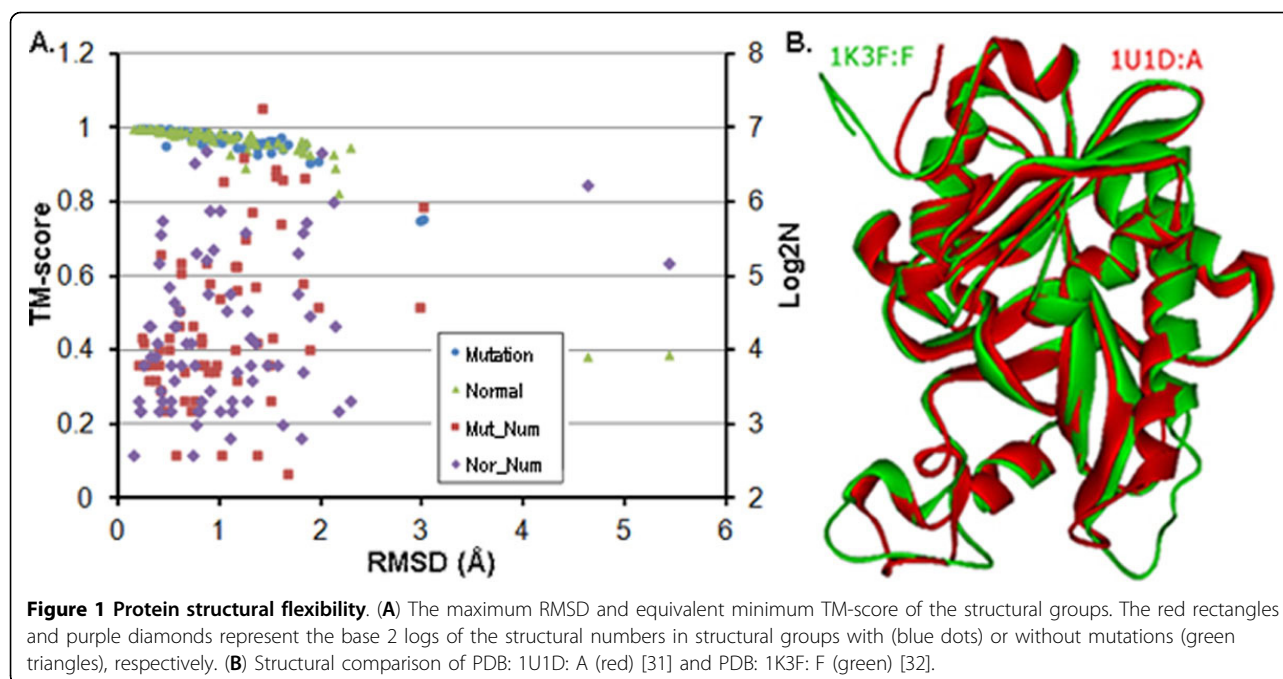 A.
1.2
1
0.8
0.6
0.4
0.2
0
TM-score
8
7
6
5
4
3
2
Log2N
0 1 2 3 4 5 6
RMSD (Å)
Mutation
Normal
Mut_Num
Nor_Num
B.
1K3F:F
1U1D:A
Figure 1 Protein structural flexibility. (A) The maximum RMSD and equivalent minimum TM-score of the structural groups. The red rectangles
and purple diamonds represent the base 2 logs of the structural numbers in structural groups with (blue dots) or without mutations (green
triangles), respectively. (B) Structural comparison of PDB: 1U1D: A (red) [31] and PDB: 1K3F: F (green) [32].